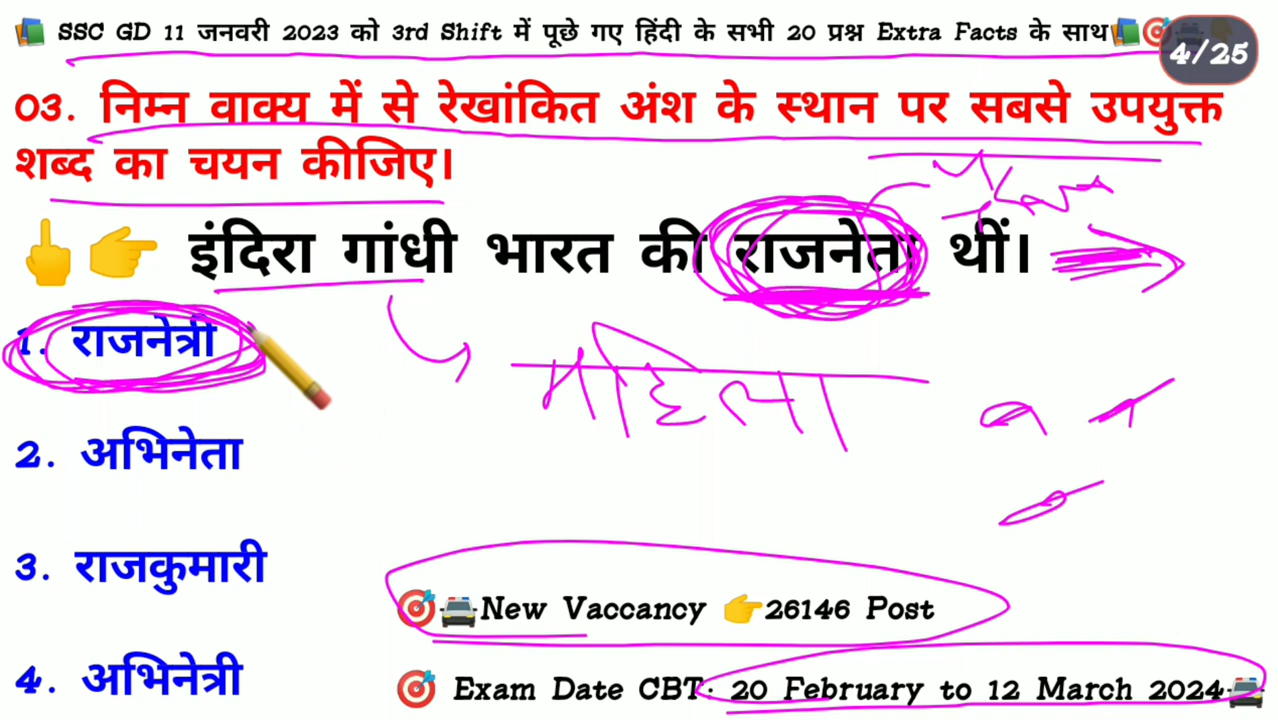 SSC GD 11 जनवरी 2023 को 3rd Shift में पूछे गए हिंदी के सभी 20 प्रश्न Extra Facts के साथ
4/25
03. निम्न वाक्य में से रेखांकित अंश के स्थान पर सबसे उपयुक्त
शब्द का चयन कीजिए।
इंदिरा गांधी भारत की राजनेता थीं।
1. राजनेत्री
महिला
2. अभिनेता
3. राजकुमारी
New Vaccancy 👉26146 Post
4. अभिनेत्री
Exam Date CBT: 20 February to 12 March 2024